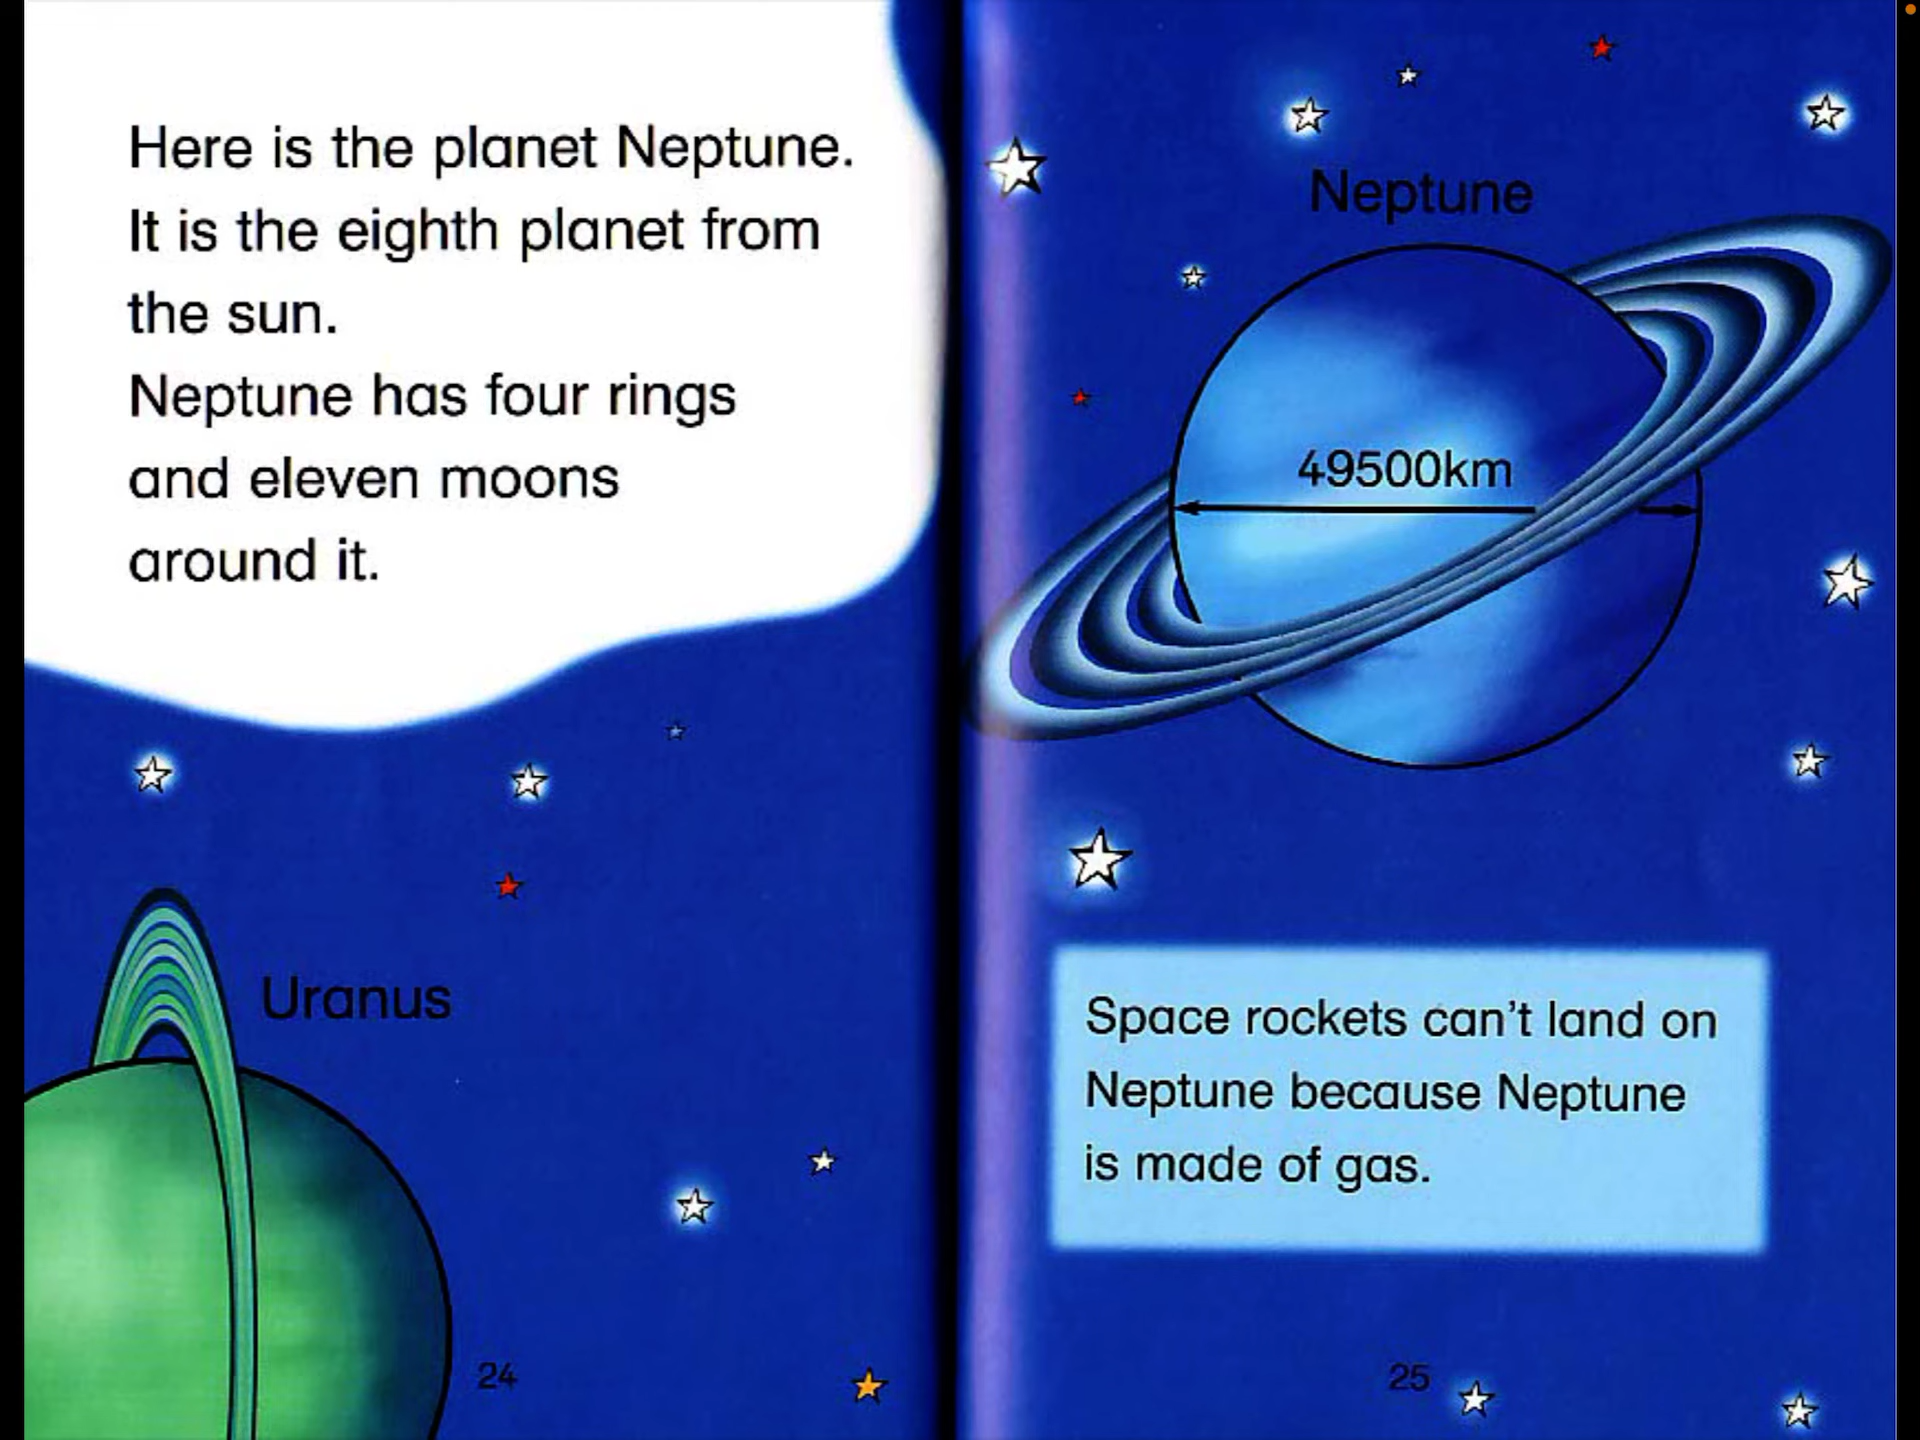 Here is the planet Neptune.
It is the eighth planet from
the sun.
Neptune has four rings
and eleven moons
around it.
Uranus
24
Neptune
49500km
Space rockets can't land on
Neptune because Neptune
is made of gas.
25